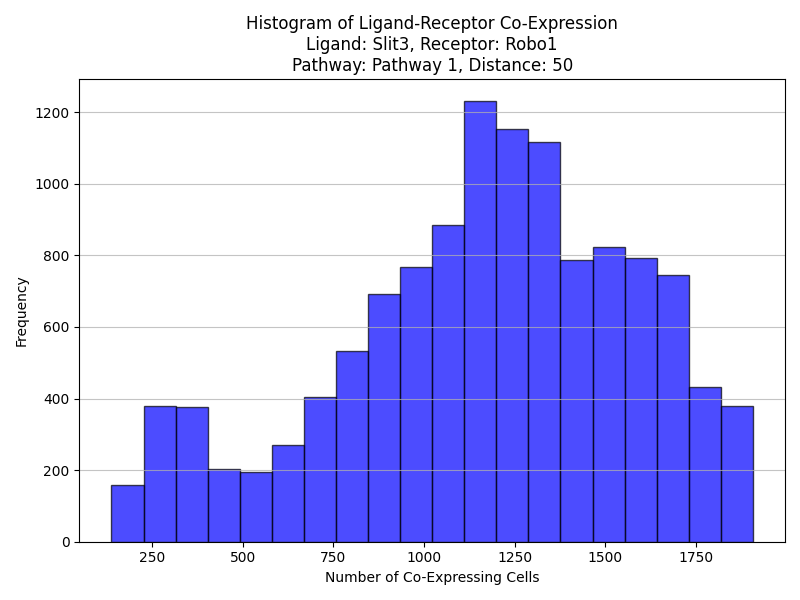 Histogram of Ligand-Receptor Co-Expression
Ligand: Slit3, Receptor: Robo1
Pathway: Pathway 1, Distance: 50
1200
1000
800
600
400
200
0
Frequency
250 500 750 1000 1250 1500 1750
Number of Co-Expressing Cells